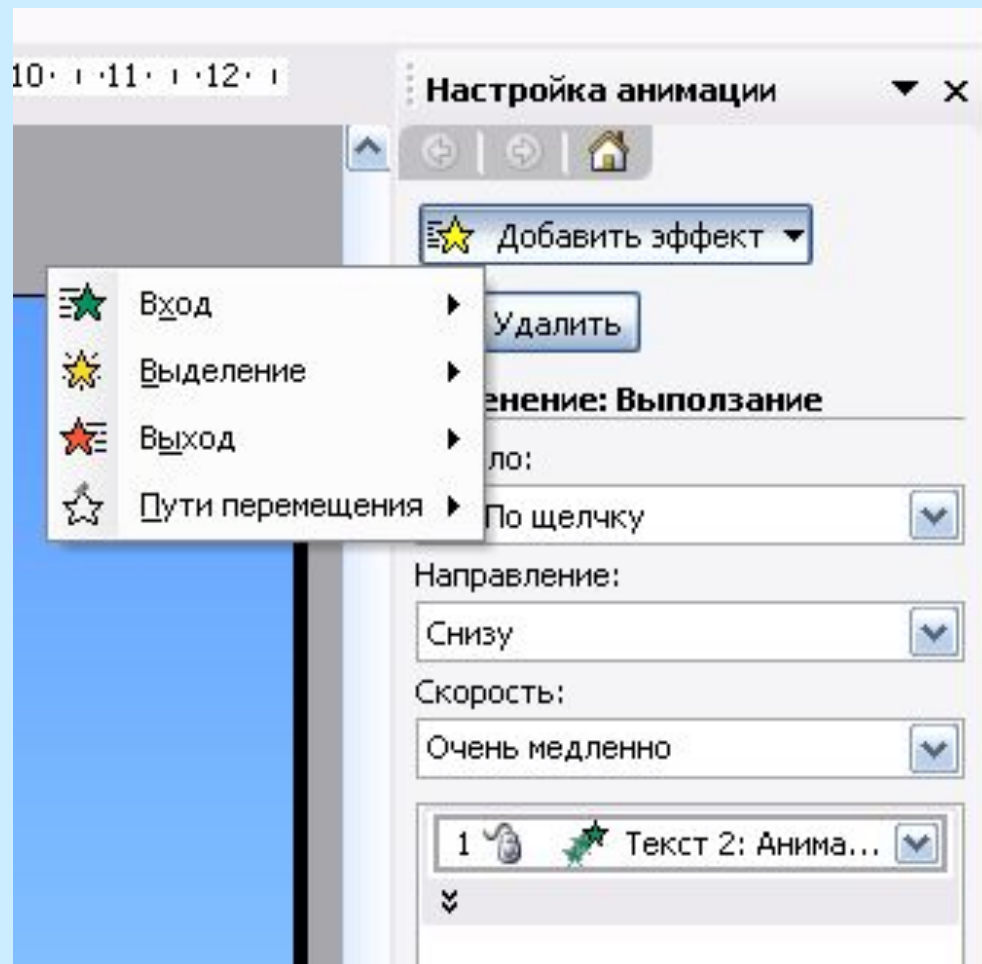 10 11 12
Настройка анимации
Добавить эффект
Вход
Выделение
Выход
Пути перемещения
Удалить
енение: Выползание
ло:
По щелчку
Направление:
Снизу
Скорость:
Очень медленно
1 Текст 2: Анима...